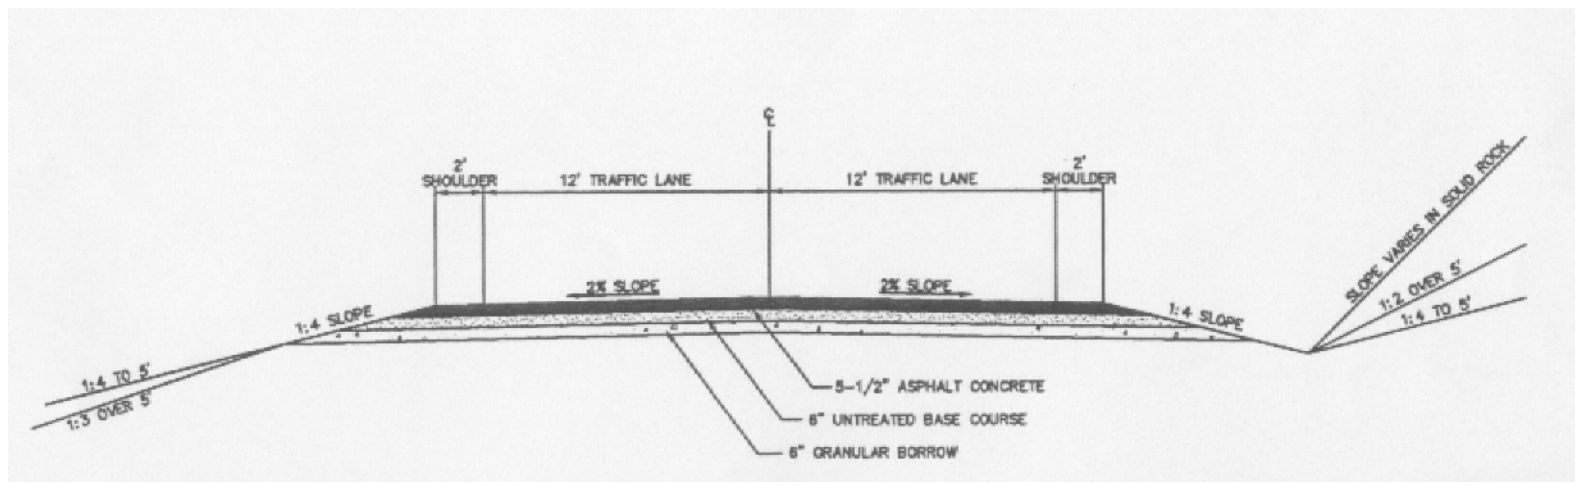 ℄
2'
SHOULDER
12' TRAFFIC LANE
12' TRAFFIC LANE
2'
SHOULDER
SLOPE VARIES IN SOLID ROCK
1:2 OVER 5'
1:4 TO 5'
2% SLOPE
2% SLOPE
1:4 SLOPE
1:4 SLOPE
1:4 TO 5'
1:3 OVER 5'
5-1/2" ASPHALT CONCRETE
6" UNTREATED BASE COURSE
6" GRANULAR BORROW